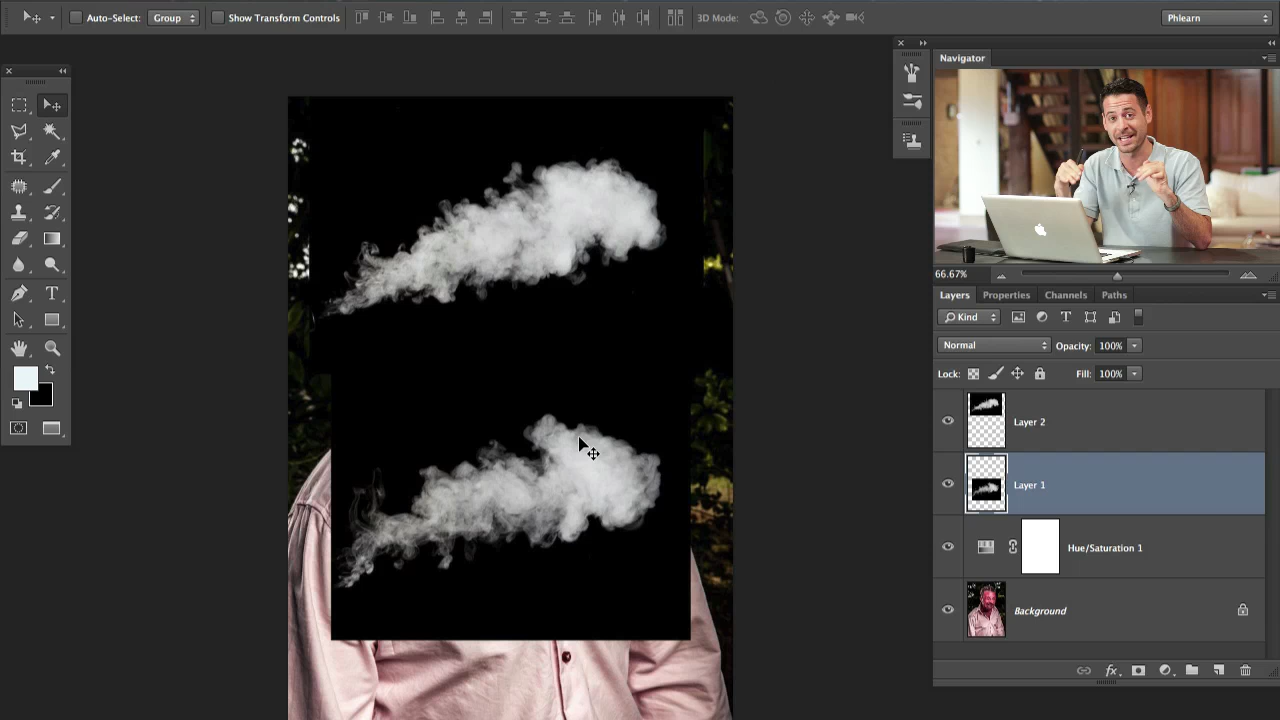 Auto-Select: Group Show Transform Controls 3D Mode: Phlearn
Navigator
66.67%
Layers Properties Channels Paths
Kind
Normal Opacity: 100%
Lock: Fill: 100%
Layer 2
Layer 1
Hue/Saturation 1
Background
fx